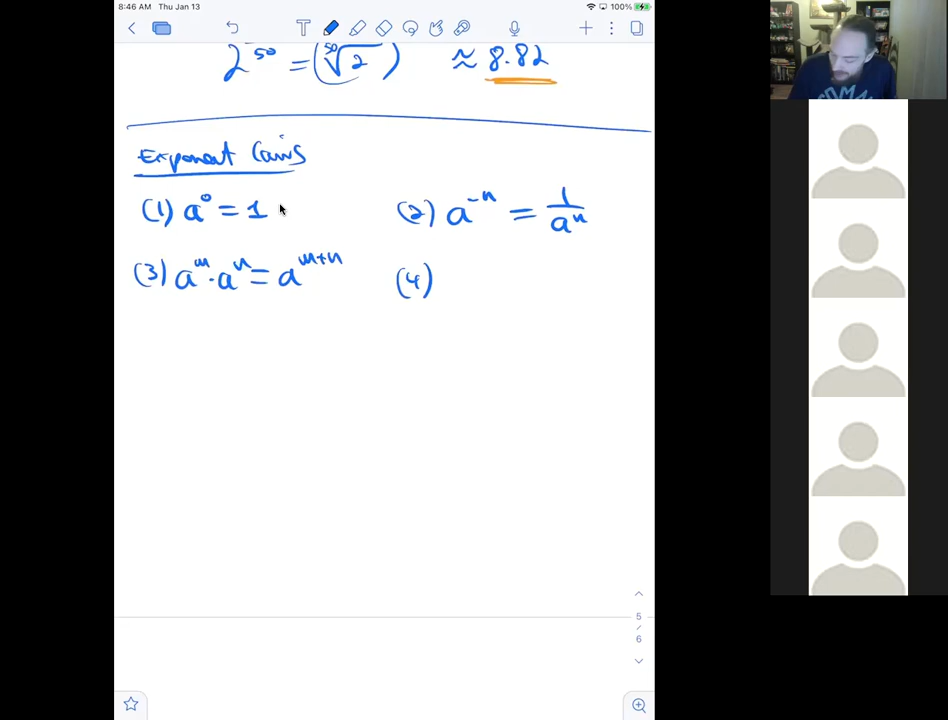 8:46 AM Thu Jan 13
100%
2^50 = (⁵⁰√2) ≈ 8.82
Exponent Laws
(1) a⁰ = 1 (2) a⁻ⁿ = 1/aⁿ
(3) aᵐ · aⁿ = aᵐ⁺ⁿ (4)
5
6